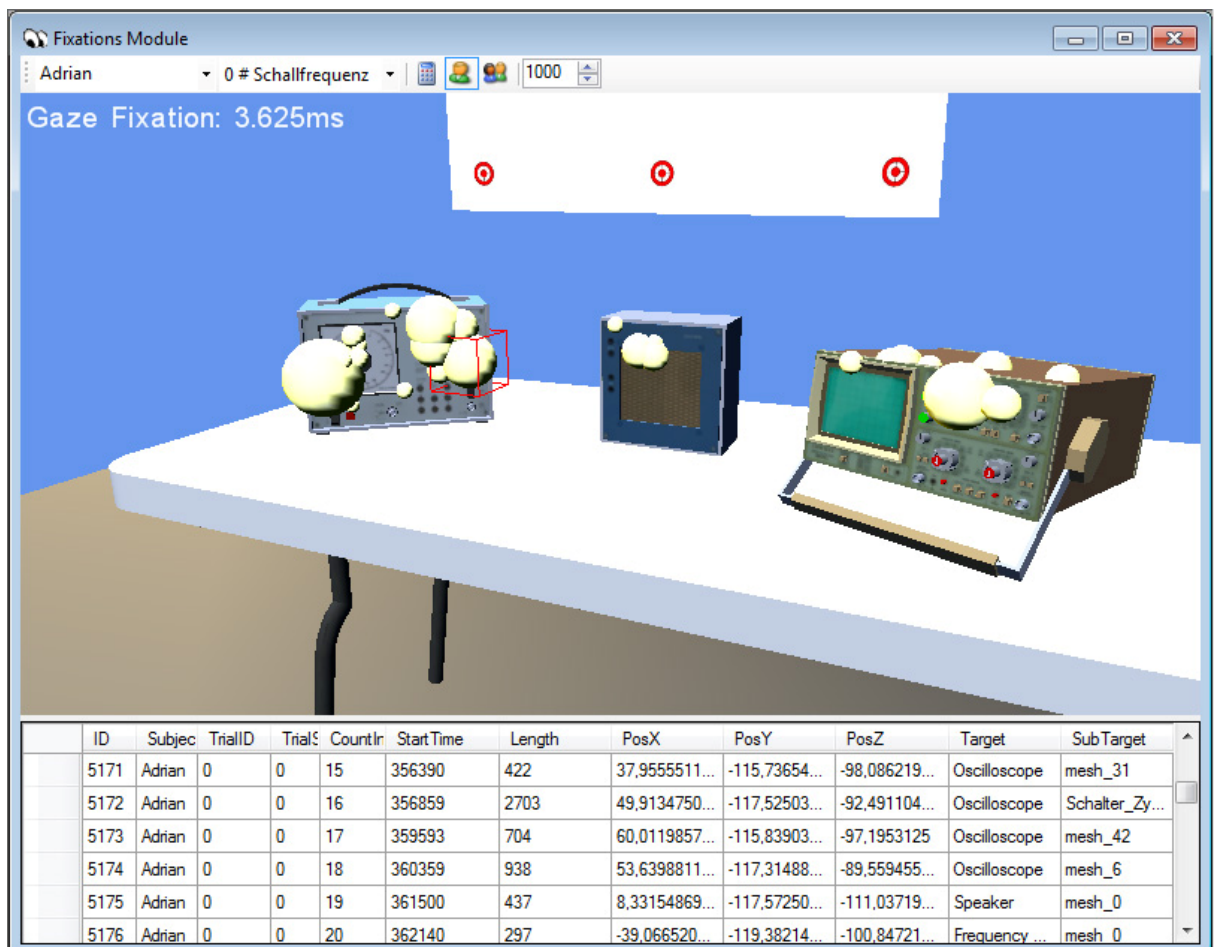 Fixations Module
Adrian 0 # Schallfrequenz 1000
Gaze Fixation: 3.625ms
ID Subjec TrialID TrialS CountIn StartTime Length PosX PosY PosZ Target SubTarget
5171 Adrian 0 0 15 356390 422 37,9555511... -115,73654... -98,086219... Oscilloscope mesh_31
5172 Adrian 0 0 16 356859 2703 49,9134750... -117,52503... -92,491104... Oscilloscope Schalter_Zy...
5173 Adrian 0 0 17 359593 704 60,0119857... -115,83903... -97,1953125 Oscilloscope mesh_42
5174 Adrian 0 0 18 360359 938 53,6398811... -117,31488... -89,559455... Oscilloscope mesh_6
5175 Adrian 0 0 19 361500 437 8,33154869... -117,57250... -111,03719... Speaker mesh_0
5176 Adrian 0 0 20 362140 297 -39,066520... -119,38214... -100,84721... Frequency ... mesh_0